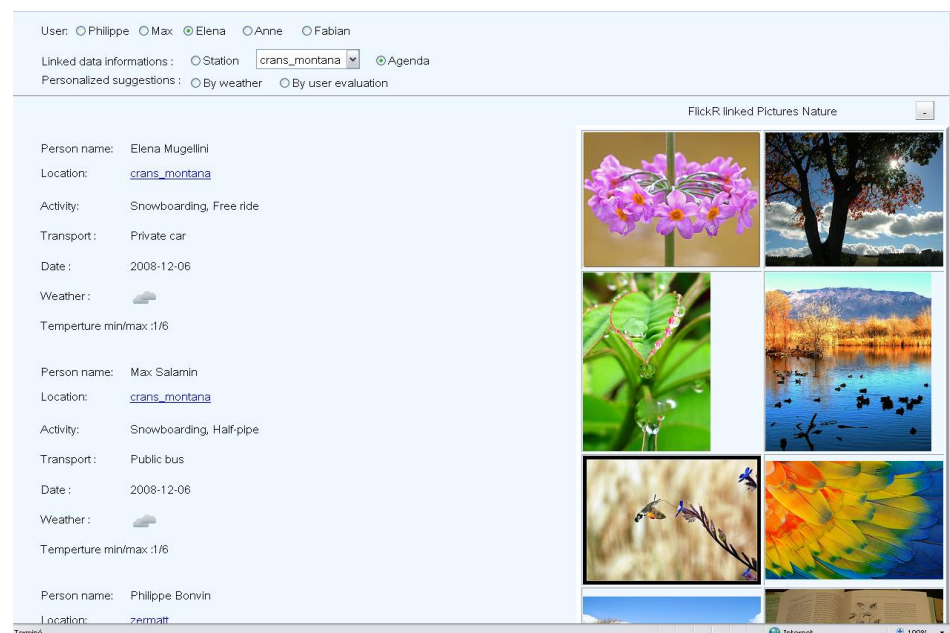 User: Philippe Max Elena Anne Fabian
Linked data informations : Station crans_montana Agenda
Personalized suggestions : By weather By user evaluation
FlickR linked Pictures Nature -
Person name: Elena Mugellini
Location: crans_montana
Activity: Snowboarding, Free ride
Transport : Private car
Date : 2008-12-06
Weather :
Temperture min/max :1/6
Person name: Max Salamin
Location: crans_montana
Activity: Snowboarding, Half-pipe
Transport : Public bus
Date : 2008-12-06
Weather :
Temperture min/max :1/6
Person name: Philippe Bonvin
Location: zermatt
Terminé Internet 100%